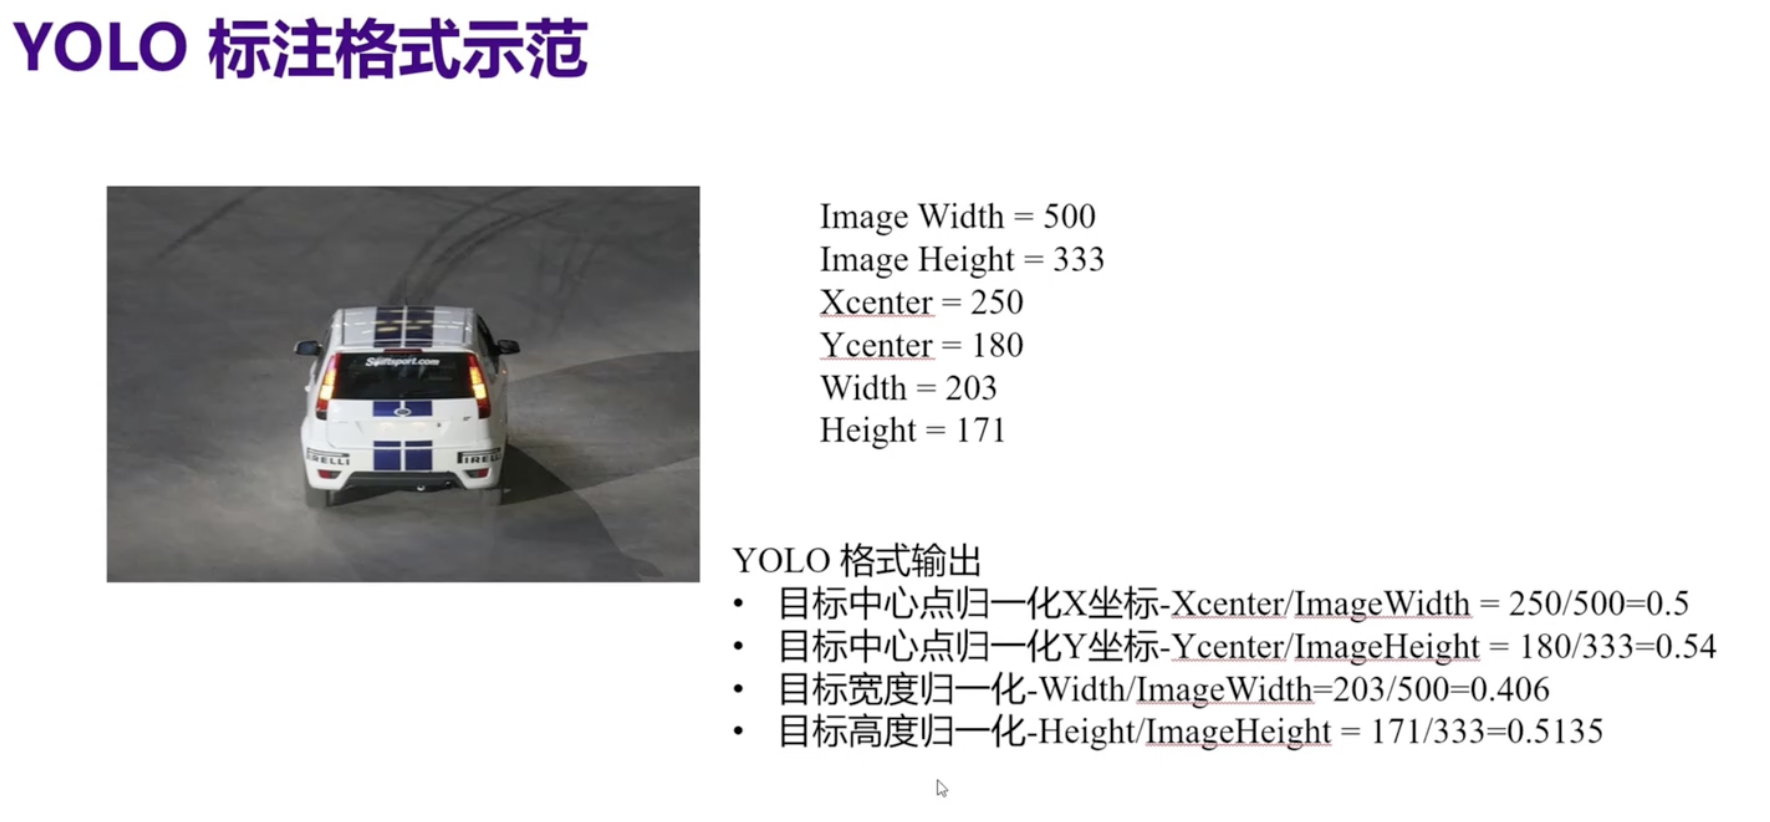 YOLO 标注格式示范
Swiftsport.com
PIRELLI
Image Width = 500
Image Height = 333
Xcenter = 250
Ycenter = 180
Width = 203
Height = 171
YOLO 格式输出
• 目标中心点归一化X坐标-Xcenter/ImageWidth = 250/500=0.5
• 目标中心点归一化Y坐标-Ycenter/ImageHeight = 180/333=0.54
• 目标宽度归一化-Width/ImageWidth=203/500=0.406
• 目标高度归一化-Height/ImageHeight = 171/333=0.5135